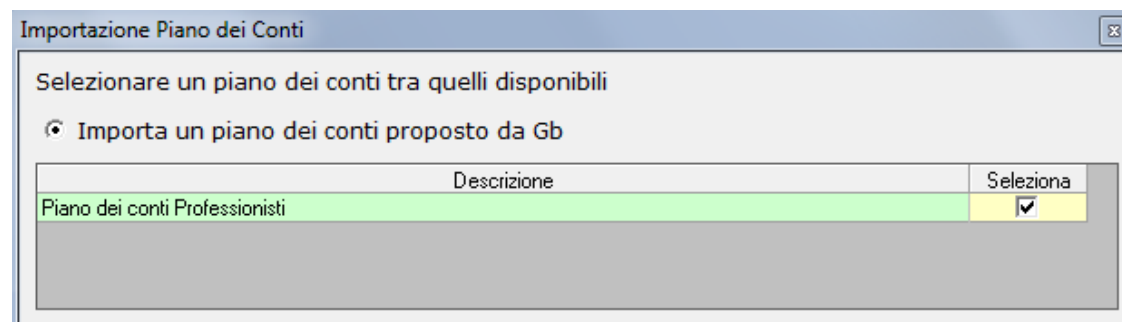 Importazione Piano dei Conti
Selezionare un piano dei conti tra quelli disponibili
Importa un piano dei conti proposto da Gb
Descrizione Seleziona
Piano dei conti Professionisti